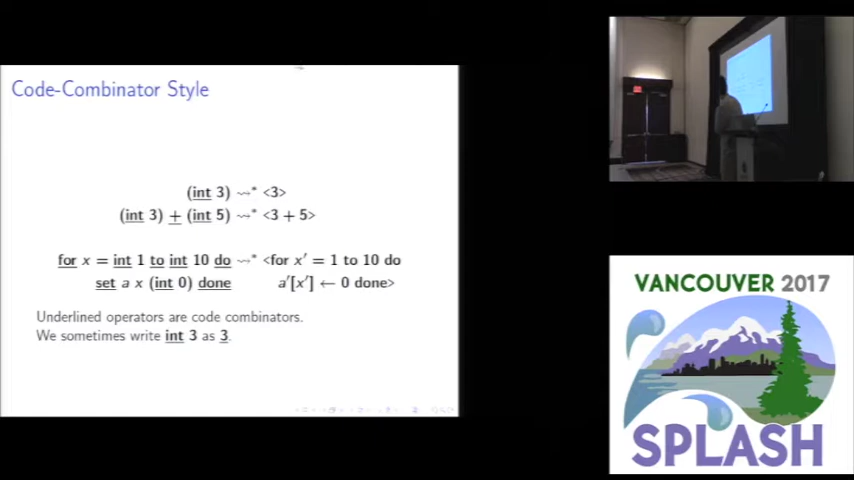 Code-Combinator Style
(int 3) ⇝* <3>
(int 3) + (int 5) ⇝* <3 + 5>
for x = int 1 to int 10 do ⇝* <for x′ = 1 to 10 do
set a x (int 0) done a′[x′] ← 0 done>
Underlined operators are code combinators.
We sometimes write int 3 as 3.
VANCOUVER 2017
SPLASH